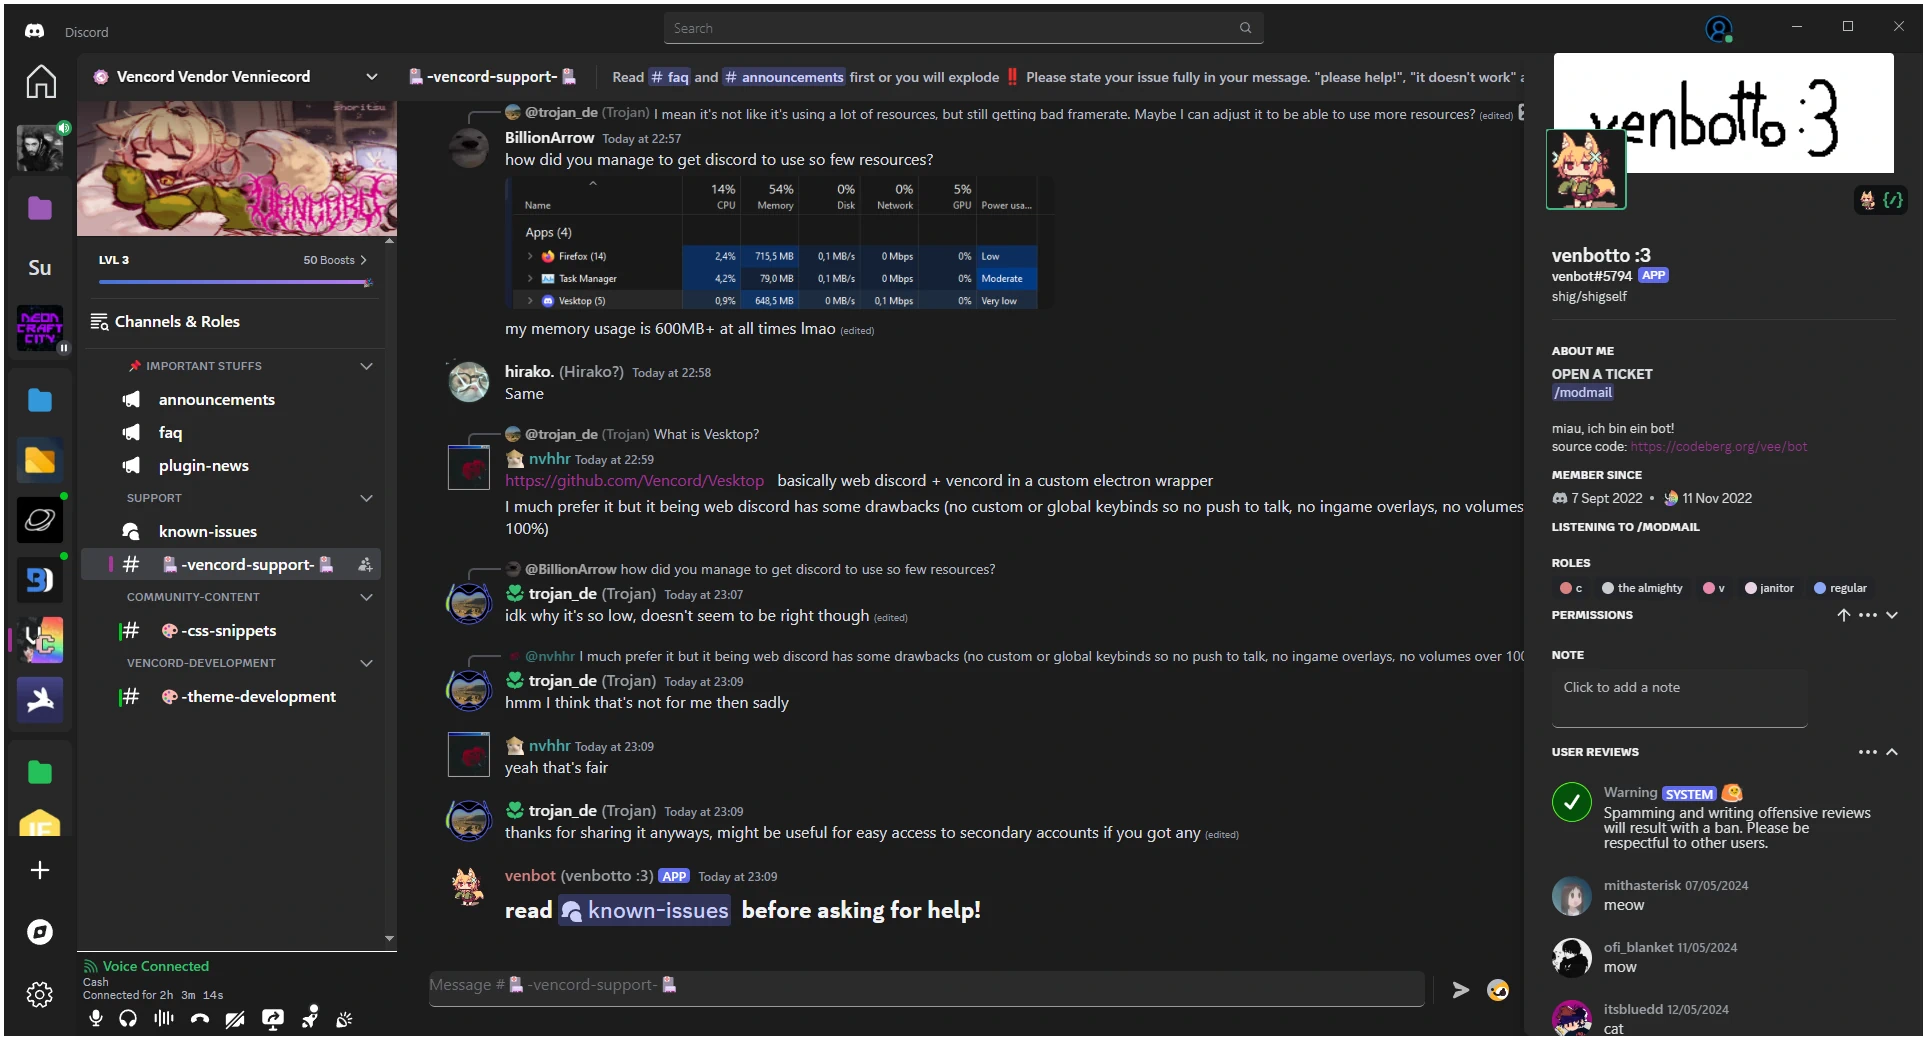 Discord
Search
Vencord Vendor Venniecord
-vencord-support-
Read # faq and # announcements first or you will explode ‼️ Please state your issue fully in your message. "please help!", "it doesn't work" a
shoritsu
VENCORD
LVL 3
50 Boosts
Channels & Roles
IMPORTANT STUFFS
announcements
faq
plugin-news
SUPPORT
known-issues
-vencord-support-
COMMUNITY-CONTENT
-css-snippets
VENCORD-DEVELOPMENT
-theme-development
Su
NEON
CRAFT
CITY
Voice Connected
Cash
Connected for 2h 3m 14s
@trojan_de (Trojan) I mean it's not like it's using a lot of resources, but still getting bad framerate. Maybe I can adjust it to be able to use more resources? (edited)
BillionArrow Today at 22:57
how did you manage to get discord to use so few resources?
14% 54% 0% 0% 5%
Name CPU Memory Disk Network GPU Power usa...
Apps (4)
Firefox (14) 2,4% 715,5 MB 0,1 MB/s 0 Mbps 0% Low
Task Manager 4,2% 79,0 MB 0,1 MB/s 0 Mbps 0% Moderate
Vesktop (5) 0,9% 648,5 MB 0 MB/s 0,1 Mbps 0% Very low
my memory usage is 600MB+ at all times lmao (edited)
hirako. (Hirako?) Today at 22:58
Same
@trojan_de (Trojan) What is Vesktop?
nvhhr Today at 22:59
https://github.com/Vencord/Vesktop basically web discord + vencord in a custom electron wrapper
I much prefer it but it being web discord has some drawbacks (no custom or global keybinds so no push to talk, no ingame overlays, no volumes
100%)
@BillionArrow how did you manage to get discord to use so few resources?
trojan_de (Trojan) Today at 23:07
idk why it's so low, doesn't seem to be right though (edited)
@nvhhr I much prefer it but it being web discord has some drawbacks (no custom or global keybinds so no push to talk, no ingame overlays, no volumes over 100
trojan_de (Trojan) Today at 23:09
hmm I think that's not for me then sadly
nvhhr Today at 23:09
yeah that's fair
trojan_de (Trojan) Today at 23:09
thanks for sharing it anyways, might be useful for easy access to secondary accounts if you got any (edited)
venbot (venbotto :3) APP Today at 23:09
read known-issues before asking for help!
Message # -vencord-support-
venbotto :3
venbotto :3
venbot#5794 APP
shig/shigself
ABOUT ME
OPEN A TICKET
/modmail
miau, ich bin ein bot!
source code: https://codeberg.org/vee/bot
MEMBER SINCE
7 Sept 2022 • 11 Nov 2022
LISTENING TO /MODMAIL
ROLES
c the almighty v janitor regular
PERMISSIONS
NOTE
Click to add a note
USER REVIEWS
Warning SYSTEM
Spamming and writing offensive reviews
will result with a ban. Please be
respectful to other users.
mithasterisk 07/05/2024
meow
ofi_blanket 11/05/2024
mow
itsbluedd 12/05/2024
cat